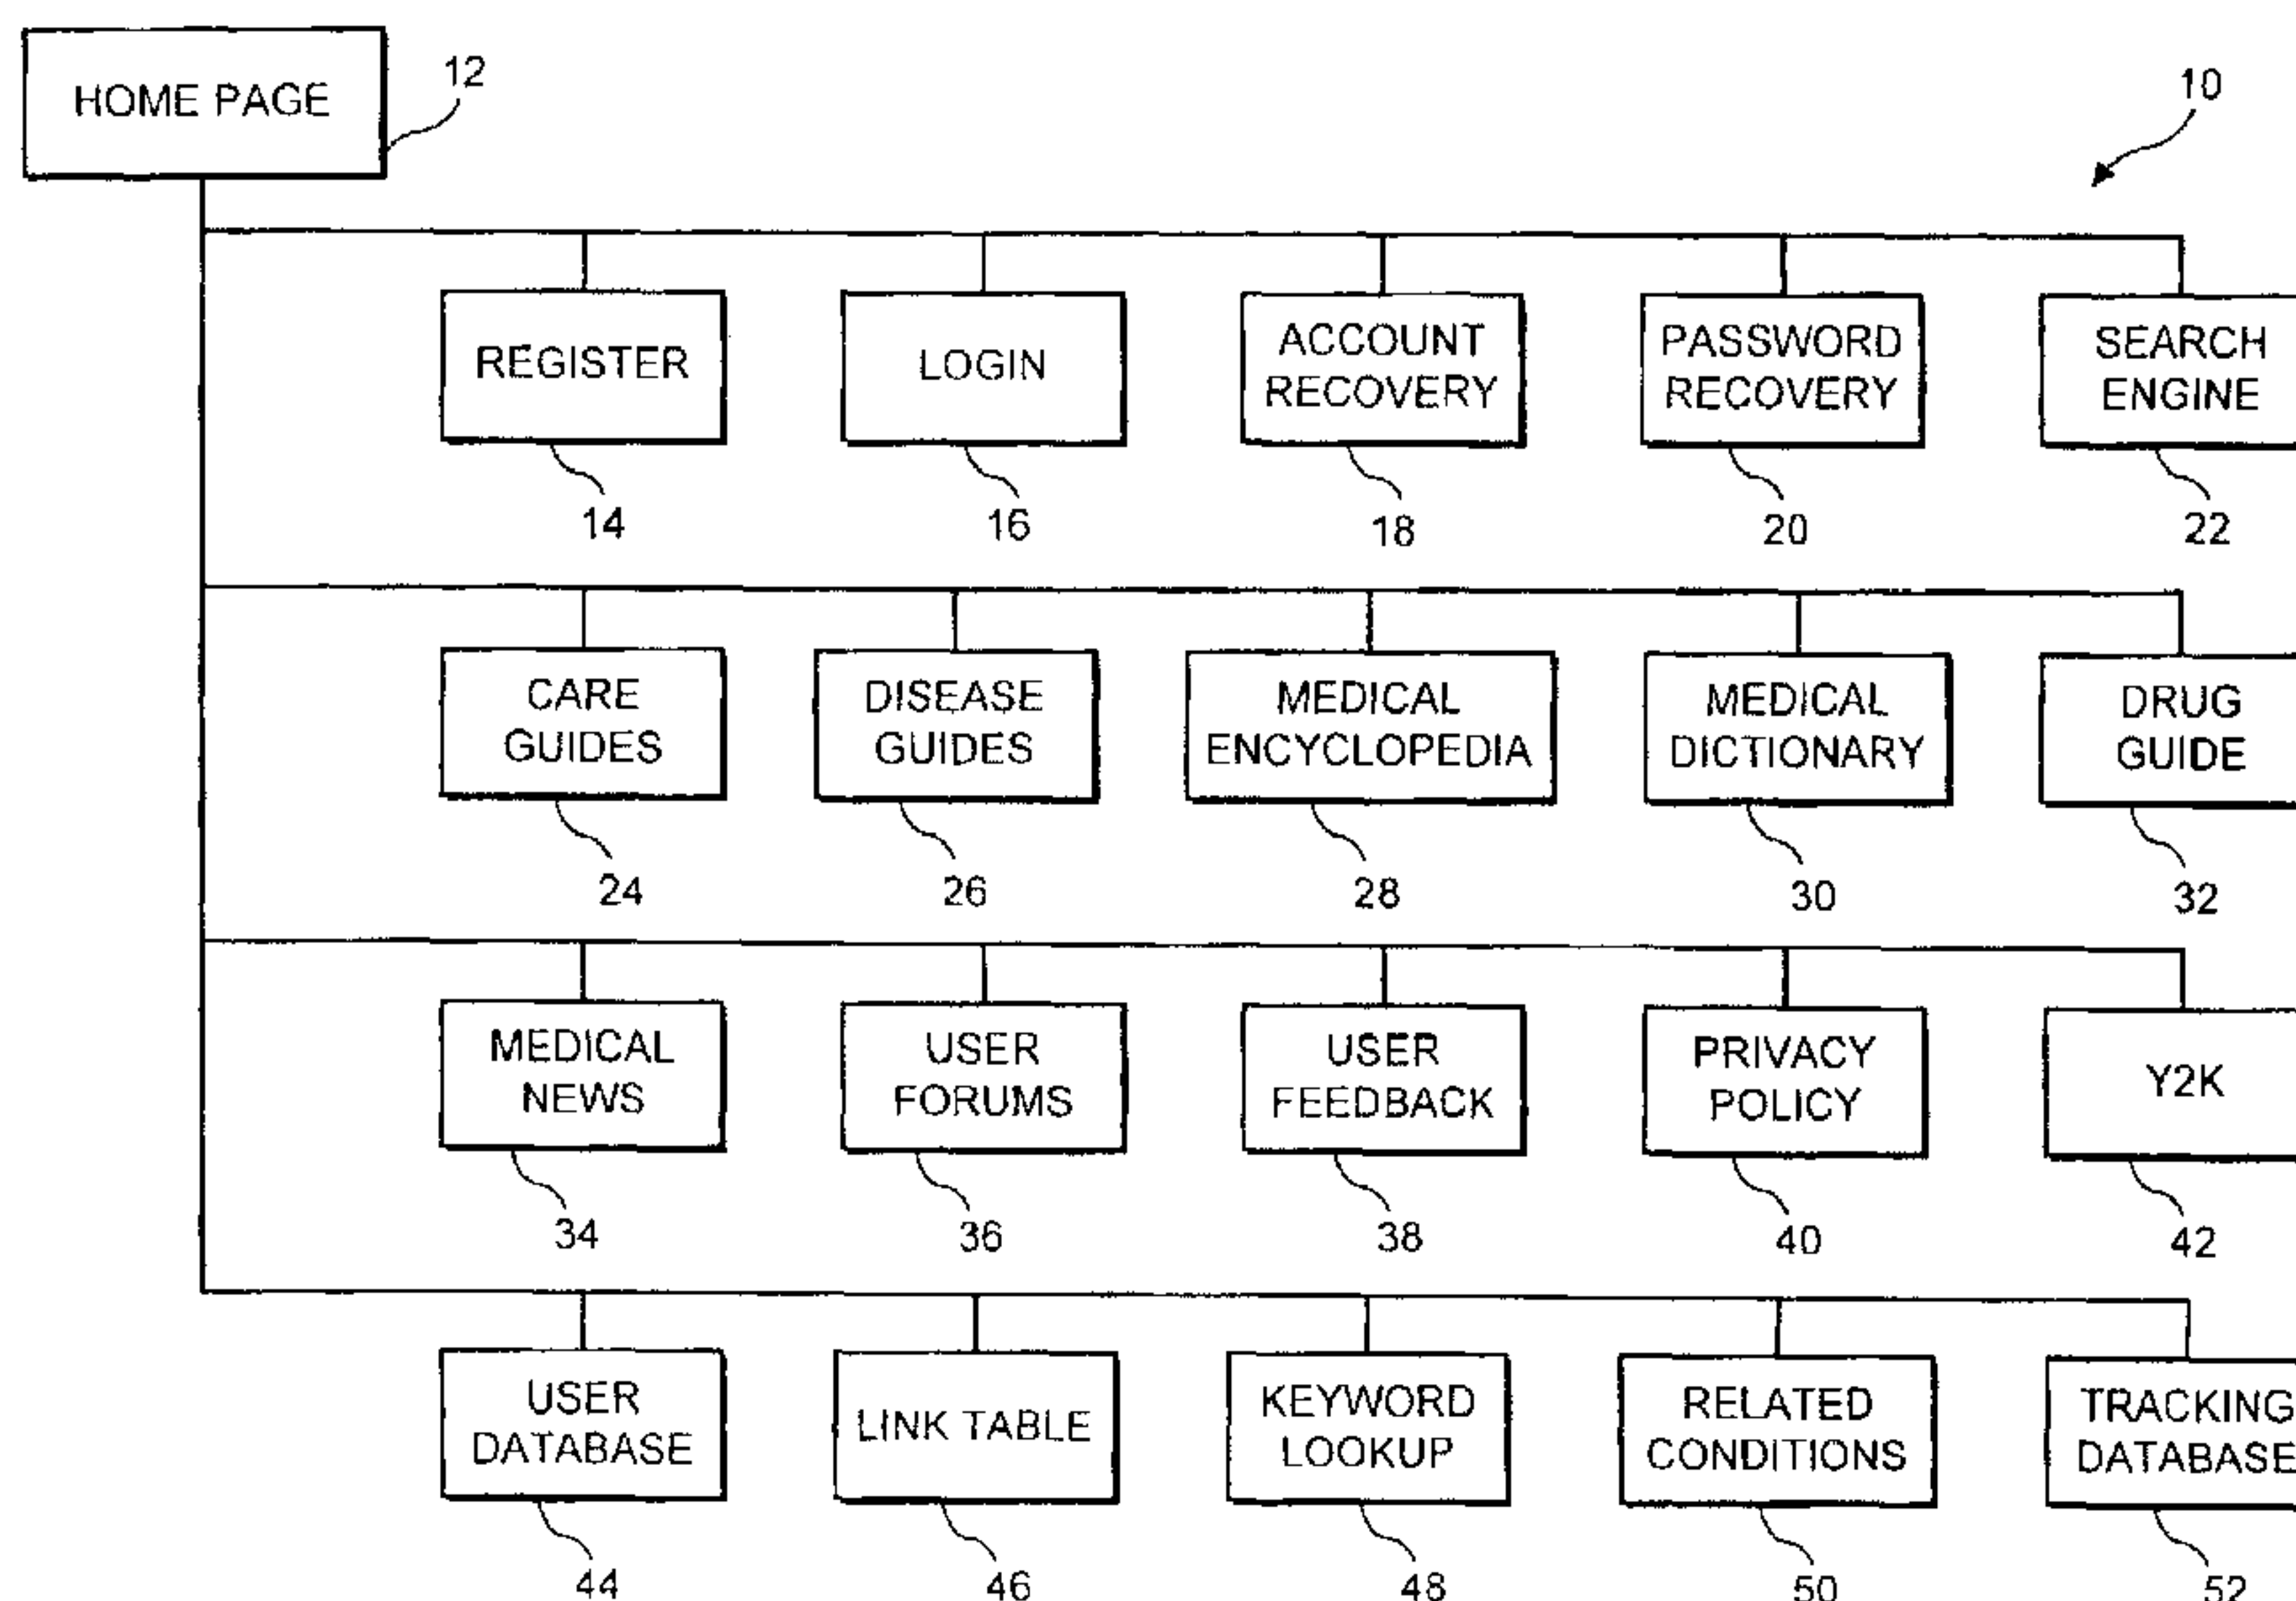 HOME PAGE
12
10
REGISTER
LOGIN
ACCOUNT
RECOVERY
PASSWORD
RECOVERY
SEARCH
ENGINE
14
16
18
20
22
CARE
GUIDES
DISEASE
GUIDES
MEDICAL
ENCYCLOPEDIA
MEDICAL
DICTIONARY
DRUG
GUIDE
24
26
28
30
32
MEDICAL
NEWS
USER
FORUMS
USER
FEEDBACK
PRIVACY
POLICY
Y2K
34
36
38
40
42
USER
DATABASE
LINK TABLE
KEYWORD
LOOKUP
RELATED
CONDITIONS
TRACKING
DATABASE
44
46
48
50
52